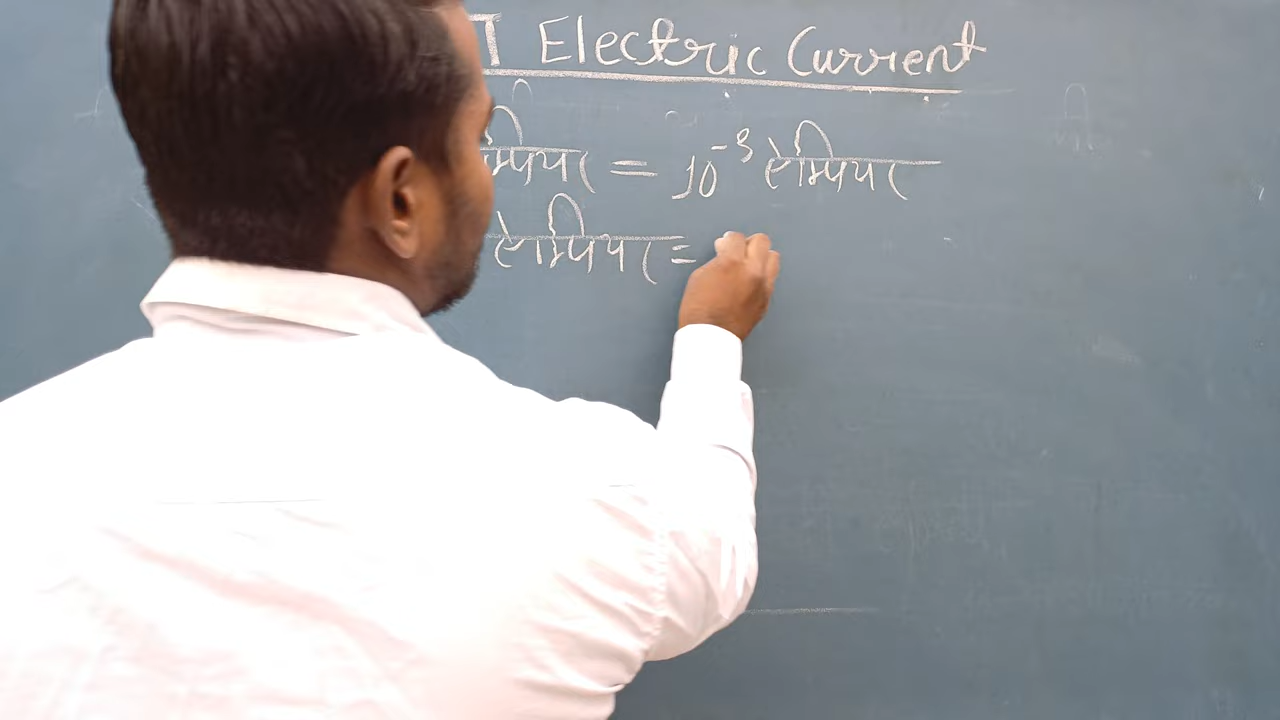 Electric Current
म्पियर = 10⁻³ ऐम्पियर
ऐम्पियर =